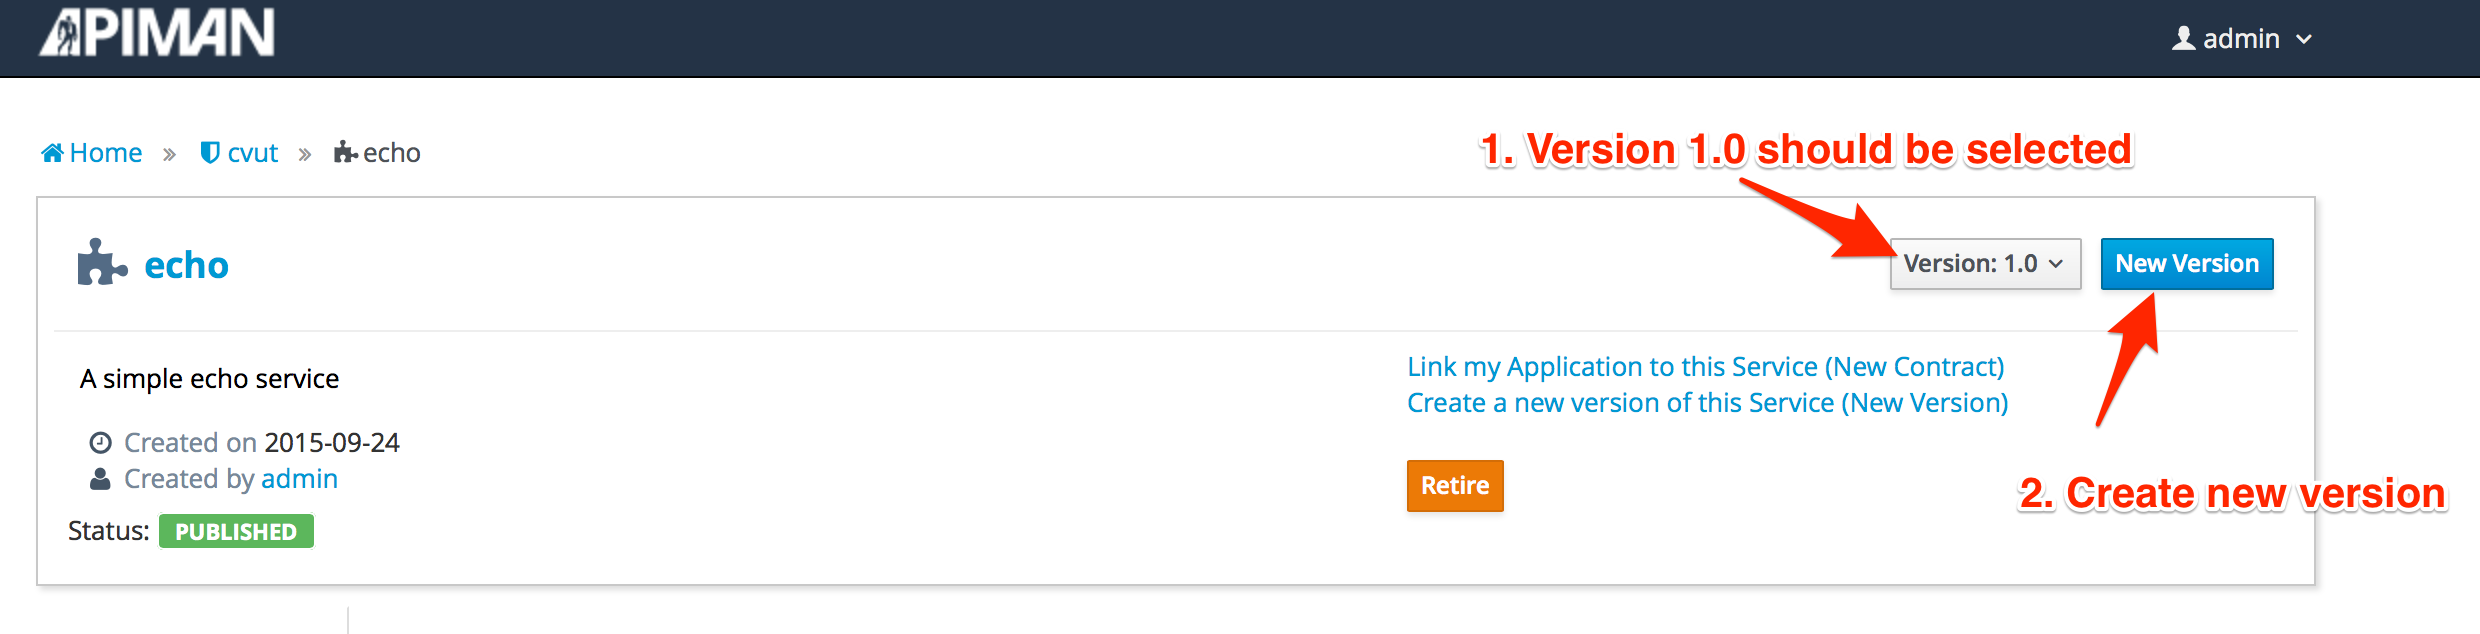 APIMAN
admin
Home » cvut » echo
1. Version 1.0 should be selected
echo
Version: 1.0
New Version
A simple echo service
Link my Application to this Service (New Contract)
Create a new version of this Service (New Version)
Created on 2015-09-24
Created by admin
Retire
2. Create new version
Status: PUBLISHED